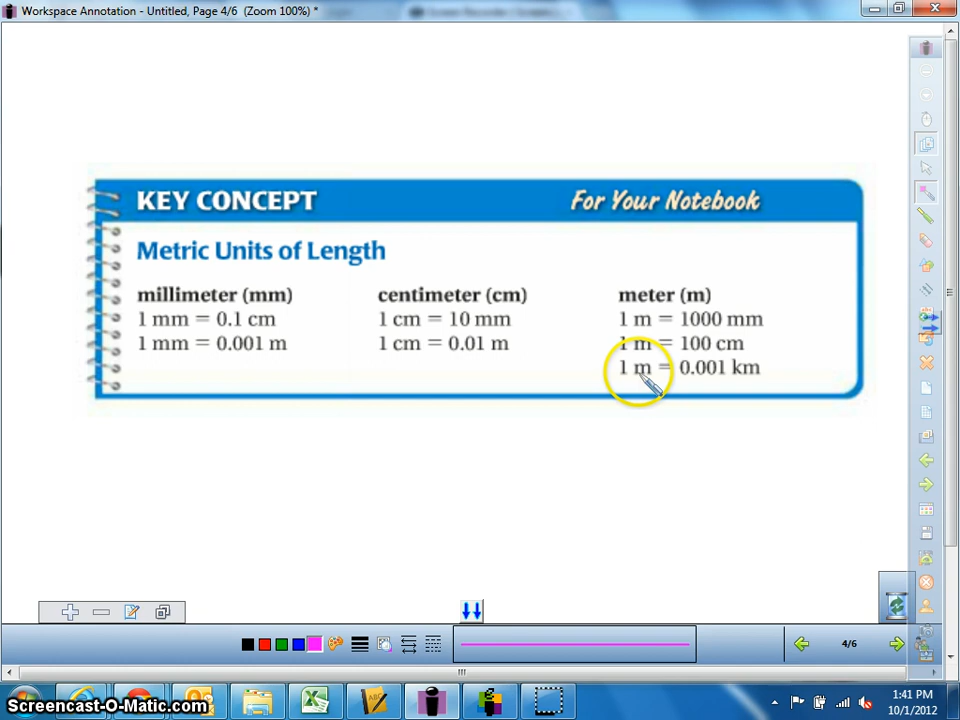 Workspace Annotation - Untitled, Page 4/6 (Zoom 100%) *
KEY CONCEPT
For Your Notebook
Metric Units of Length
millimeter (mm)
1 mm = 0.1 cm
1 mm = 0.001 m
centimeter (cm)
1 cm = 10 mm
1 cm = 0.01 m
meter (m)
1 m = 1000 mm
1 m = 100 cm
1 m = 0.001 km
4/6
Screencast-O-Matic.com
1:41 PM
10/1/2012